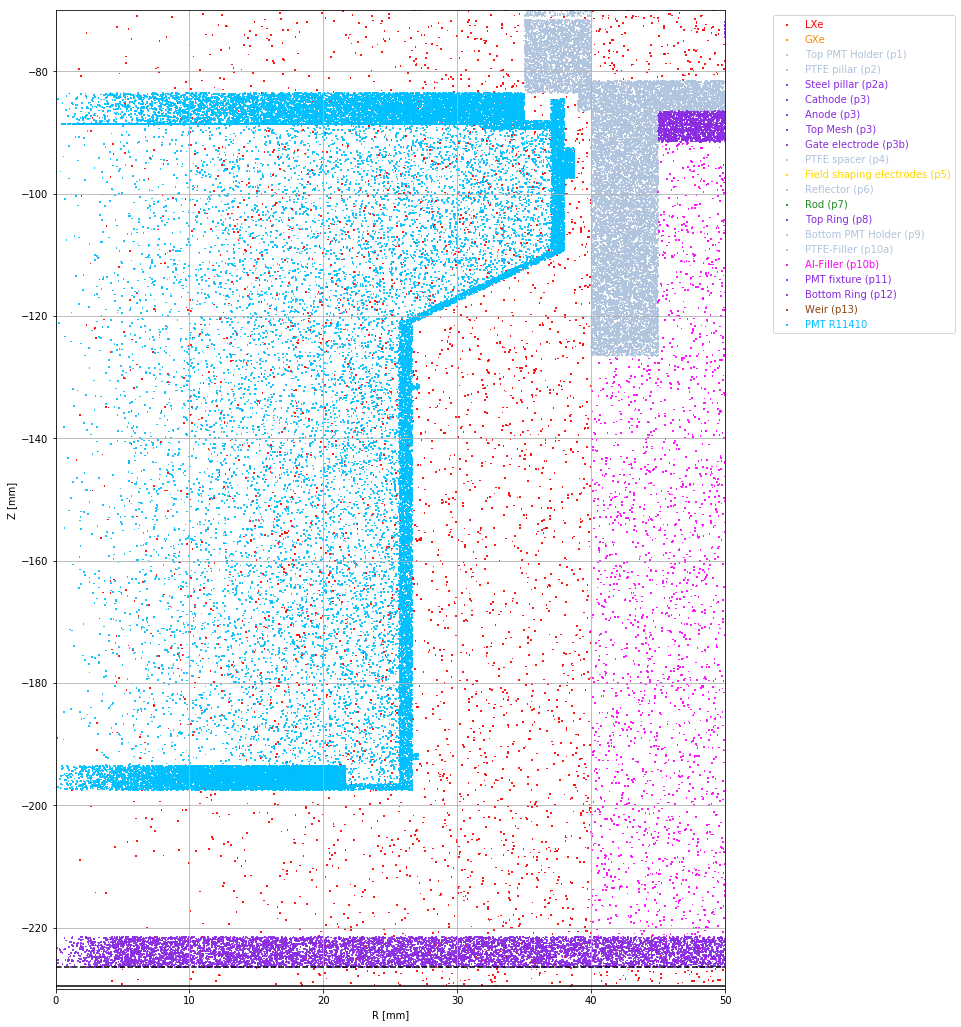 −80
−100
−120
−140
−160
−180
−200
−220
Z [mm]
0 10 20 30 40 50
R [mm]
LXe
GXe
Top PMT Holder (p1)
PTFE pillar (p2)
Steel pillar (p2a)
Cathode (p3)
Anode (p3)
Top Mesh (p3)
Gate electrode (p3b)
PTFE spacer (p4)
Field shaping electrodes (p5)
Reflector (p6)
Rod (p7)
Top Ring (p8)
Bottom PMT Holder (p9)
PTFE-Filler (p10a)
Al-Filler (p10b)
PMT fixture (p11)
Bottom Ring (p12)
Weir (p13)
PMT R11410